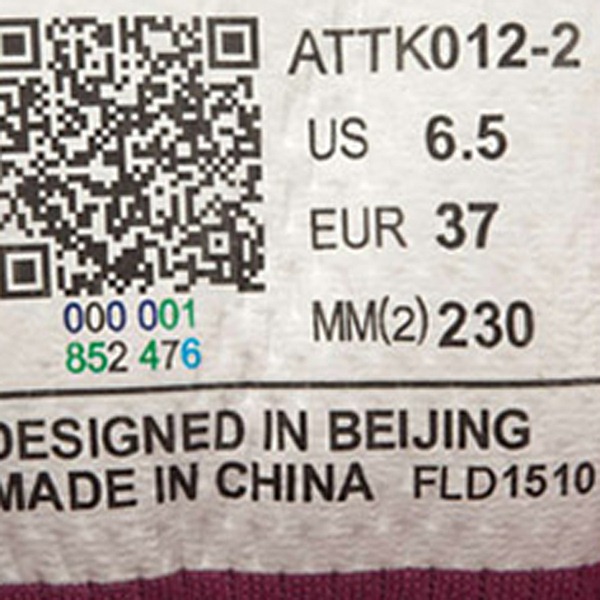 ATTK012-2
US 6.5
EUR 37
MM(2) 230
000 001
852 476
DESIGNED IN BEIJING
MADE IN CHINA FLD1510